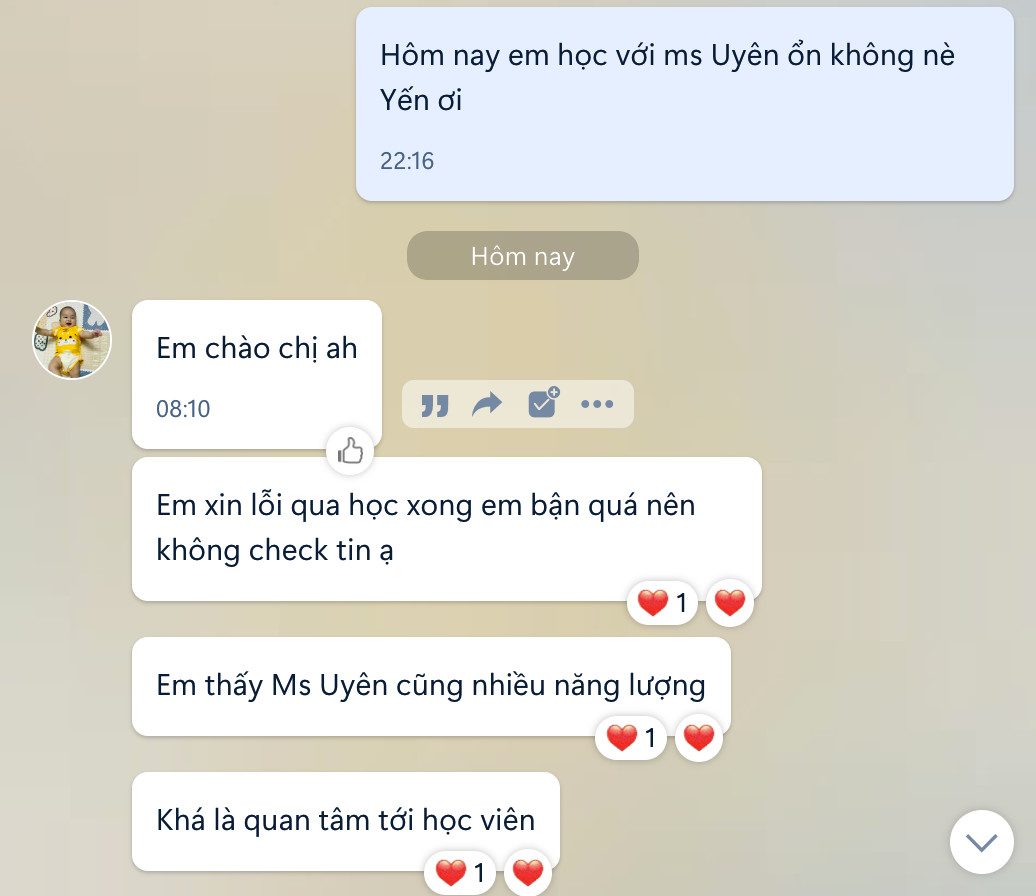 Hôm nay em học với ms Uyên ổn không nè
Yến ơi
22:16
Hôm nay
Em chào chị ah
08:10
Em xin lỗi qua học xong em bận quá nên
không check tin ạ
1
Em thấy Ms Uyên cũng nhiều năng lượng
1
Khá là quan tâm tới học viên
1